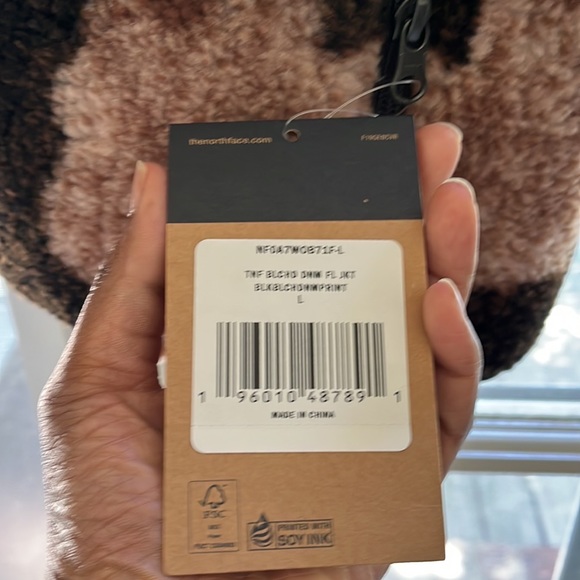 thenorthface.com
NF0A7WOB71F-L
TNF BLCHD DNM FL JKT
BLKBLCHDNMPRINT
L
1 96010 48789 1
MADE IN CHINA
FSC
PRINTED WITH
SOY INK